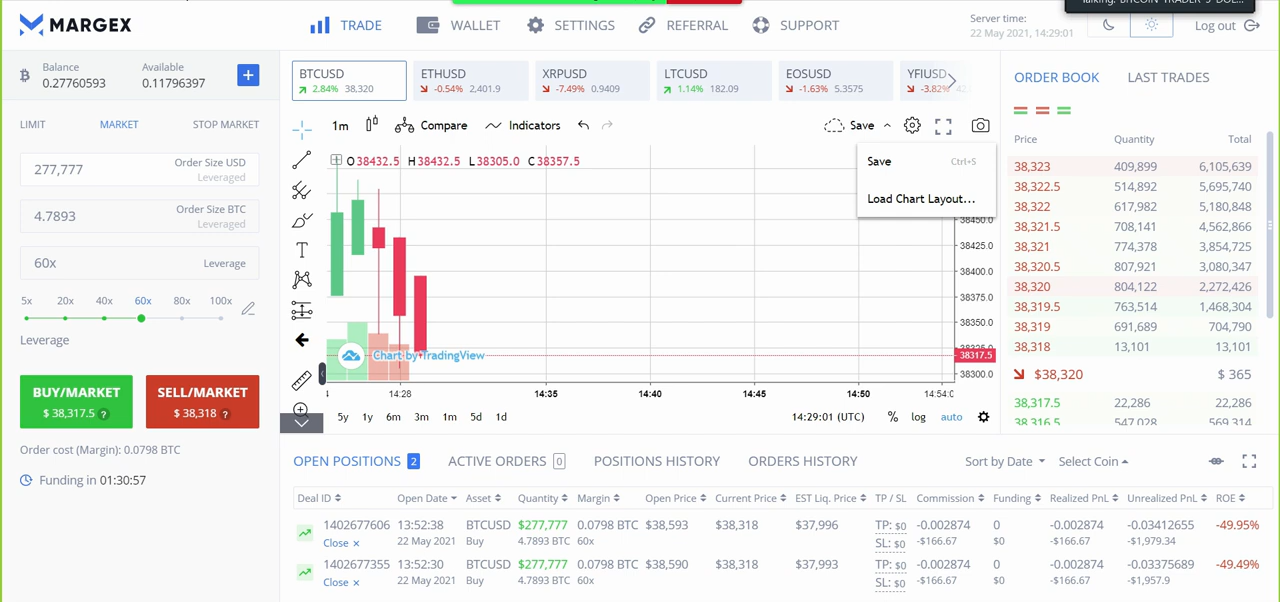 MARGEX
TRADE WALLET SETTINGS REFERRAL SUPPORT
Server time:
22 May 2021, 14:29:01
Log out
Balance
0.27760593
Available
0.11796397
BTCUSD
2.84% 38,320
ETHUSD
-0.54% 2,401.9
XRPUSD
-7.49% 0.9409
LTCUSD
1.14% 182.09
EOSUSD
-1.63% 5.3575
YFIUSD
-3.82%
ORDER BOOK LAST TRADES
LIMIT MARKET STOP MARKET
277,777 Order Size USD
Leveraged
4.7893 Order Size BTC
Leveraged
60x Leverage
5x 20x 40x 60x 80x 100x
Leverage
BUY/MARKET
$ 38,317.5 ?
SELL/MARKET
$ 38,318 ?
Order cost (Margin): 0.0798 BTC
Funding in 01:30:57
1m Compare Indicators Save
O38432.5 H38432.5 L38305.0 C38357.5
Save Ctrl+S
Load Chart Layout...
38450.0
38425.0
38400.0
38375.0
38350.0
38317.5
38300.0
Chart by TradingView
14:28 14:35 14:40 14:45 14:50 14:54:0
5y 1y 6m 3m 1m 5d 1d 14:29:01 (UTC) % log auto
Price Quantity Total
38,323 409,899 6,105,639
38,322.5 514,892 5,695,740
38,322 617,982 5,180,848
38,321.5 708,141 4,562,866
38,321 774,378 3,854,725
38,320.5 807,921 3,080,347
38,320 804,122 2,272,426
38,319.5 763,514 1,468,304
38,319 691,689 704,790
38,318 13,101 13,101
$38,320 $ 365
38,317.5 22,286 22,286
38,316.5 547,028 569,314
OPEN POSITIONS 2 ACTIVE ORDERS 0 POSITIONS HISTORY ORDERS HISTORY Sort by Date Select Coin
Deal ID Open Date Asset Quantity Margin Open Price Current Price EST Liq. Price TP / SL Commission Funding Realized PnL Unrealized PnL ROE
1402677606 13:52:38 BTCUSD $277,777 0.0798 BTC $38,593 $38,318 $37,996 TP: $0 -0.002874 0 -0.002874 -0.03412655 -49.95%
Close × 22 May 2021 Buy 4.7893 BTC 60x SL: $0 -$166.67 $0 -$166.67 -$1,979.34
1402677355 13:52:30 BTCUSD $277,777 0.0798 BTC $38,590 $38,318 $37,993 TP: $0 -0.002874 0 -0.002874 -0.03375689 -49.49%
Close × 22 May 2021 Buy 4.7893 BTC 60x SL: $0 -$166.67 $0 -$166.67 -$1,957.9